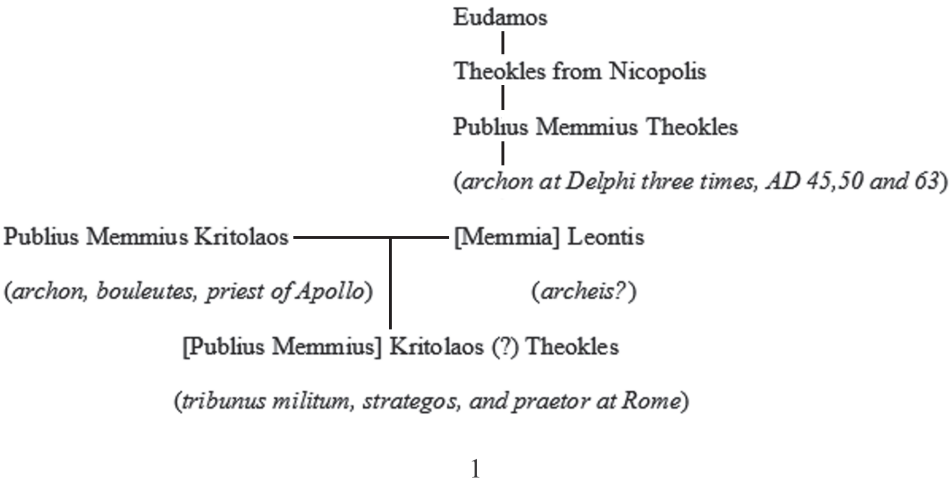 Eudamos
Theokles from Nicopolis
Publius Memmius Theokles
(archon at Delphi three times, AD 45,50 and 63)
Publius Memmius Kritolaos [Memmia] Leontis
(archon, bouleutes, priest of Apollo) (archeis?)
[Publius Memmius] Kritolaos (?) Theokles
(tribunus militum, strategos, and praetor at Rome)
1